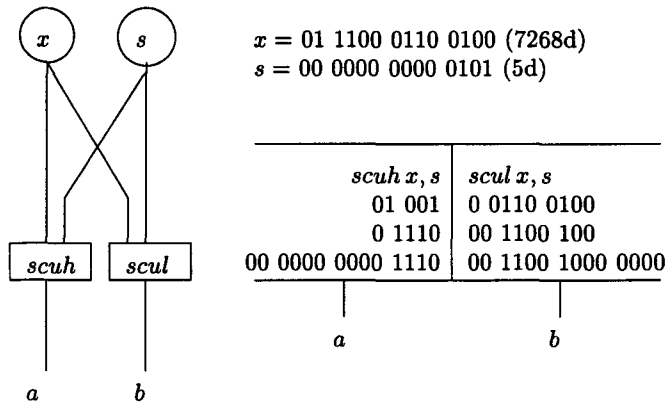 x s
x = 01 1100 0110 0100 (7268d)
s = 00 0000 0000 0101 (5d)
scuh x, s scul x, s
01 001 0 0110 0100
0 1110 00 1100 100
00 0000 0000 1110 00 1100 1000 0000
scuh scul
a b
a b